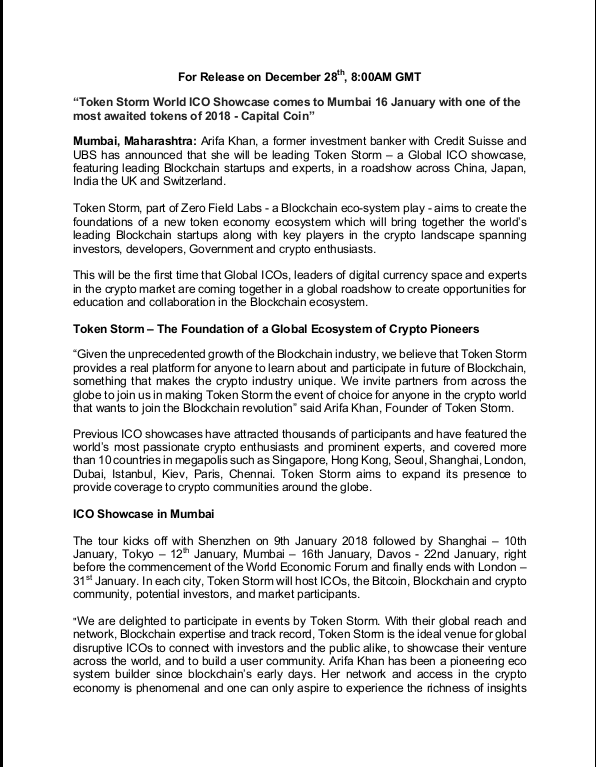 For Release on December 28th, 8:00AM GMT
“Token Storm World ICO Showcase comes to Mumbai 16 January with one of the
most awaited tokens of 2018 - Capital Coin”
Mumbai, Maharashtra: Arifa Khan, a former investment banker with Credit Suisse and
UBS has announced that she will be leading Token Storm – a Global ICO showcase,
featuring leading Blockchain startups and experts, in a roadshow across China, Japan,
India the UK and Switzerland.
Token Storm, part of Zero Field Labs - a Blockchain eco-system play - aims to create the
foundations of a new token economy ecosystem which will bring together the world’s
leading Blockchain startups along with key players in the crypto landscape spanning
investors, developers, Government and crypto enthusiasts.
This will be the first time that Global ICOs, leaders of digital currency space and experts
in the crypto market are coming together in a global roadshow to create opportunities for
education and collaboration in the Blockchain ecosystem.
Token Storm – The Foundation of a Global Ecosystem of Crypto Pioneers
“Given the unprecedented growth of the Blockchain industry, we believe that Token Storm
provides a real platform for anyone to learn about and participate in future of Blockchain,
something that makes the crypto industry unique. We invite partners from across the
globe to join us in making Token Storm the event of choice for anyone in the crypto world
that wants to join the Blockchain revolution” said Arifa Khan, Founder of Token Storm.
Previous ICO showcases have attracted thousands of participants and have featured the
world’s most passionate crypto enthusiasts and prominent experts, and covered more
than 10 countries in megapolis such as Singapore, Hong Kong, Seoul, Shanghai, London,
Dubai, Istanbul, Kiev, Paris, Chennai. Token Storm aims to expand its presence to
provide coverage to crypto communities around the globe.
ICO Showcase in Mumbai
The tour kicks off with Shenzhen on 9th January 2018 followed by Shanghai – 10th
January, Tokyo – 12th January, Mumbai – 16th January, Davos - 22nd January, right
before the commencement of the World Economic Forum and finally ends with London –
31st January. In each city, Token Storm will host ICOs, the Bitcoin, Blockchain and crypto
community, potential investors, and market participants.
“We are delighted to participate in events by Token Storm. With their global reach and
network, Blockchain expertise and track record, Token Storm is the ideal venue for global
disruptive ICOs to connect with investors and the public alike, to showcase their venture
across the world, and to build a user community. Arifa Khan has been a pioneering eco
system builder since blockchain’s early days. Her network and access in the crypto
economy is phenomenal and one can only aspire to experience the richness of insights